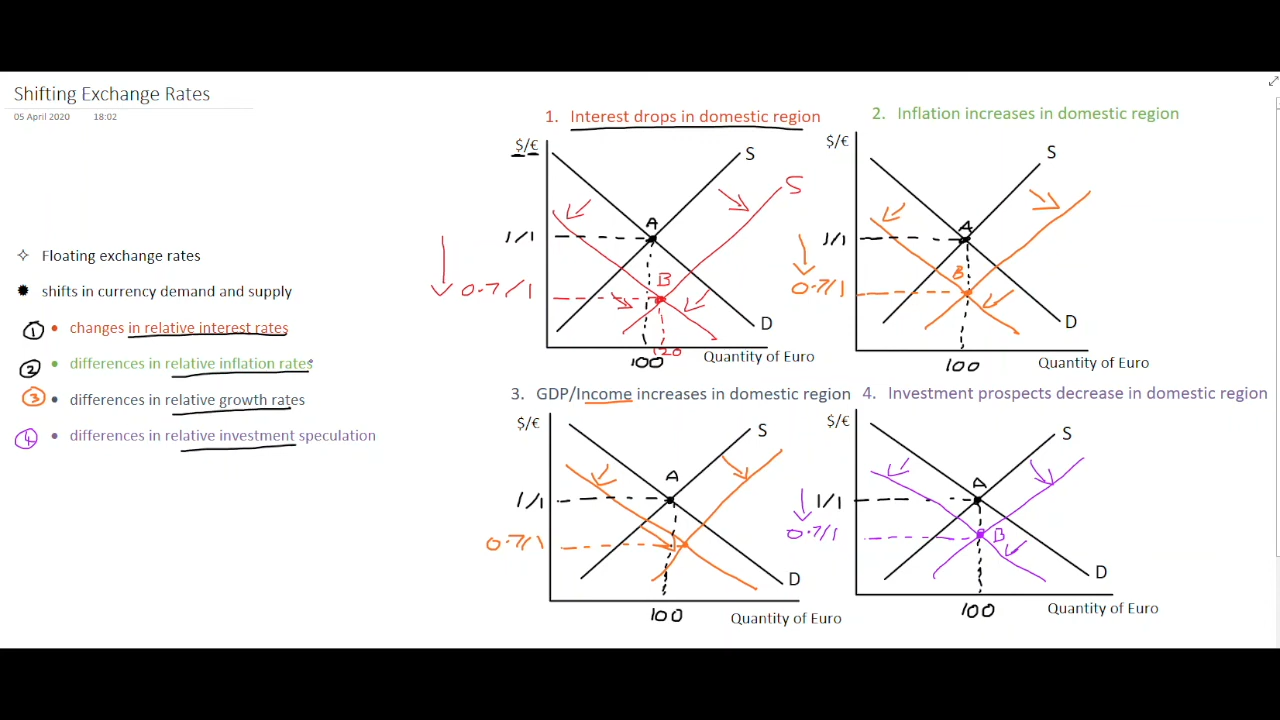 Shifting Exchange Rates
05 April 2020 18:02
Floating exchange rates
shifts in currency demand and supply
1 changes in relative interest rates
2 differences in relative inflation rates
3 differences in relative growth rates
4 differences in relative investment speculation
1. Interest drops in domestic region
$/€
S
S
A
1/1
B
0.7/1
D
100
120
Quantity of Euro
2. Inflation increases in domestic region
$/€
S
A
1/1
B
0.7/1
D
100
Quantity of Euro
3. GDP/Income increases in domestic region
$/€
S
A
1/1
0.7/1
D
100
Quantity of Euro
4. Investment prospects decrease in domestic region
$/€
S
A
1/1
0.7/1
B
D
100
Quantity of Euro